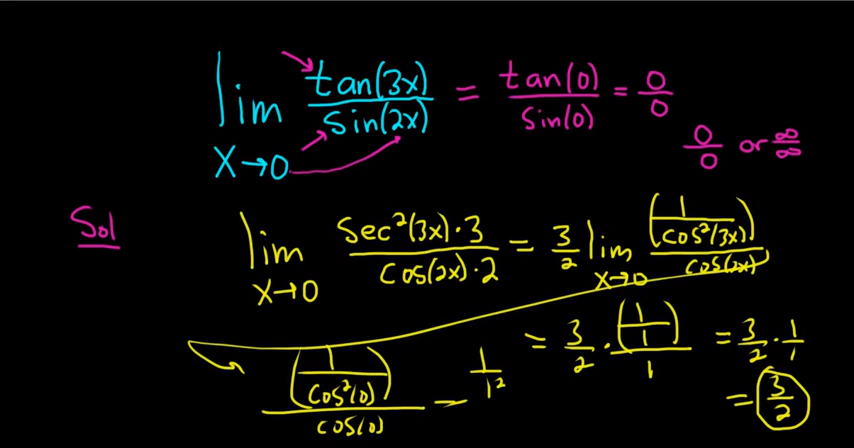 lim x→0 tan(3x)/sin(2x) = tan(0)/sin(0) = 0/0
0/0 or ∞/∞
Sol
lim x→0 (sec²(3x)·3)/(cos(2x)·2) = 3/2 lim x→0 (1/cos²(3x))/cos(2x)
= 3/2 · (1/1)/1 = 3/2 · 1/1
(1/cos²(0))/cos(0) = 1/1²
= 3/2